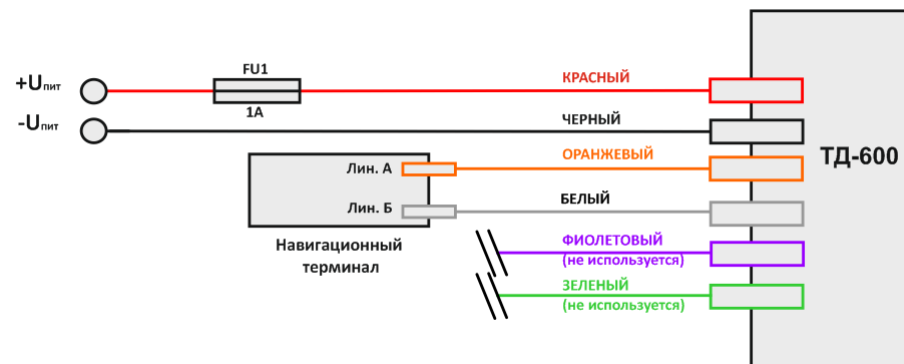 FU1
КРАСНЫЙ
+Uпит
1А
ЧЕРНЫЙ
-Uпит
ОРАНЖЕВЫЙ
ТД-600
Лин. А
БЕЛЫЙ
Лин. Б
Навигационный
терминал
ФИОЛЕТОВЫЙ
(не используется)
ЗЕЛЕНЫЙ
(не используется)